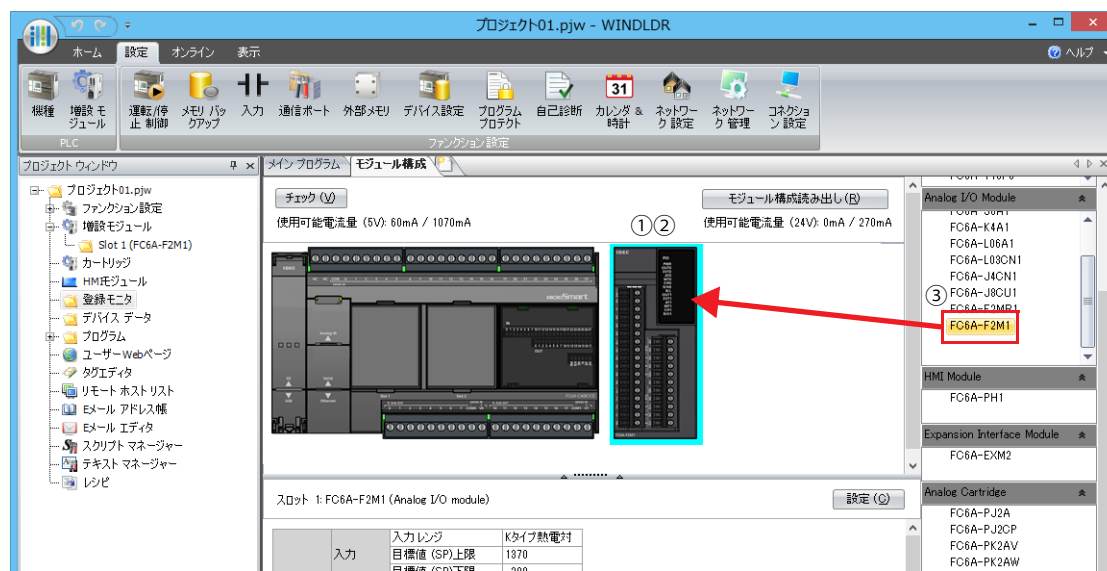 プロジェクト01.pjw - WINDLDR
ホーム 設定 オンライン 表示
ヘルプ
機種
増設 モジュール
運転/停止 制御
メモリ バックアップ
入力
通信ポート
外部メモリ
デバイス設定
プログラム プロテクト
自己診断
31
カレンダ & 時計
ネットワーク 設定
ネットワーク 管理
コネクション 設定
PLC
ファンクション設定
プロジェクト ウィンドウ
メイン プログラム
モジュール構成
プロジェクト01.pjw
ファンクション設定
増設モジュール
Slot 1 (FC6A-F2M1)
カートリッジ
HMIモジュール
登録モニタ
デバイス データ
プログラム
ユーザーWebページ
タグエディタ
リモート ホスト リスト
Eメール アドレス帳
Eメール エディタ
スクリプト マネージャー
テキスト マネージャー
レシピ
チェック (V)
モジュール構成読み出し(R)
使用可能電流量 (5V): 60mA / 1070mA
①②
使用可能電流量 (24V): 0mA / 270mA
スロット 1: FC6A-F2M1 (Analog I/O module)
設定 (C)
入力
入力レンジ Kタイプ熱電対
目標値 (SP)上限 1370
Analog I/O Module
FC6A-K4A1
FC6A-L06A1
FC6A-L03CN1
FC6A-J4CN1
③
FC6A-J8CU1
FC6A-F2M1
HMI Module
FC6A-PH1
Expansion Interface Module
FC6A-EXM2
Analog Cartridge
FC6A-PJ2A
FC6A-PJ2CP
FC6A-PK2AV
FC6A-PK2AW